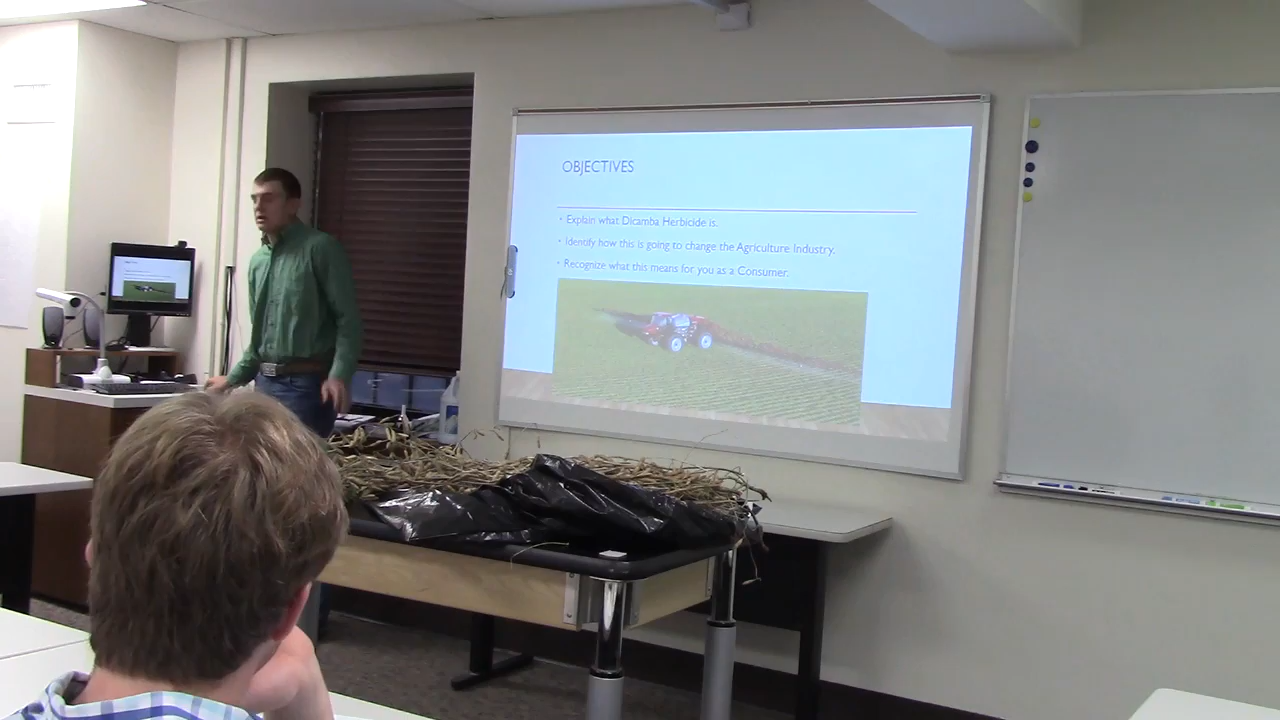 OBJECTIVES
• Explain what Dicamba Herbicide is.
• Identify how this is going to change the Agriculture Industry.
• Recognize what this means for you as a Consumer.